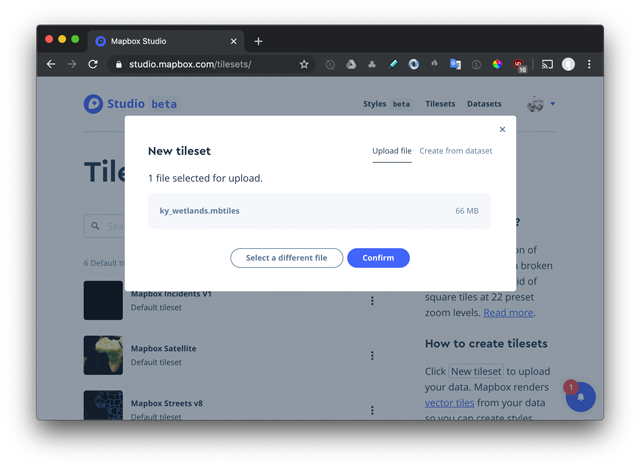 Mapbox Studio
studio.mapbox.com/tilesets/
16
Studio beta
Styles beta Tilesets Datasets
New tileset
Upload file Create from dataset
1 file selected for upload.
ky_wetlands.mbtiles 66 MB
Select a different file Confirm
Tile
?
Sea
on of
broken
6 Default ti
id of
square tiles at 22 preset
zoom levels. Read more.
Mapbox Incidents V1
Default tileset
Mapbox Satellite
Default tileset
Mapbox Streets v8
Default tileset
How to create tilesets
Click New tileset to upload
your data. Mapbox renders
vector tiles from your data
so you can create styles
1